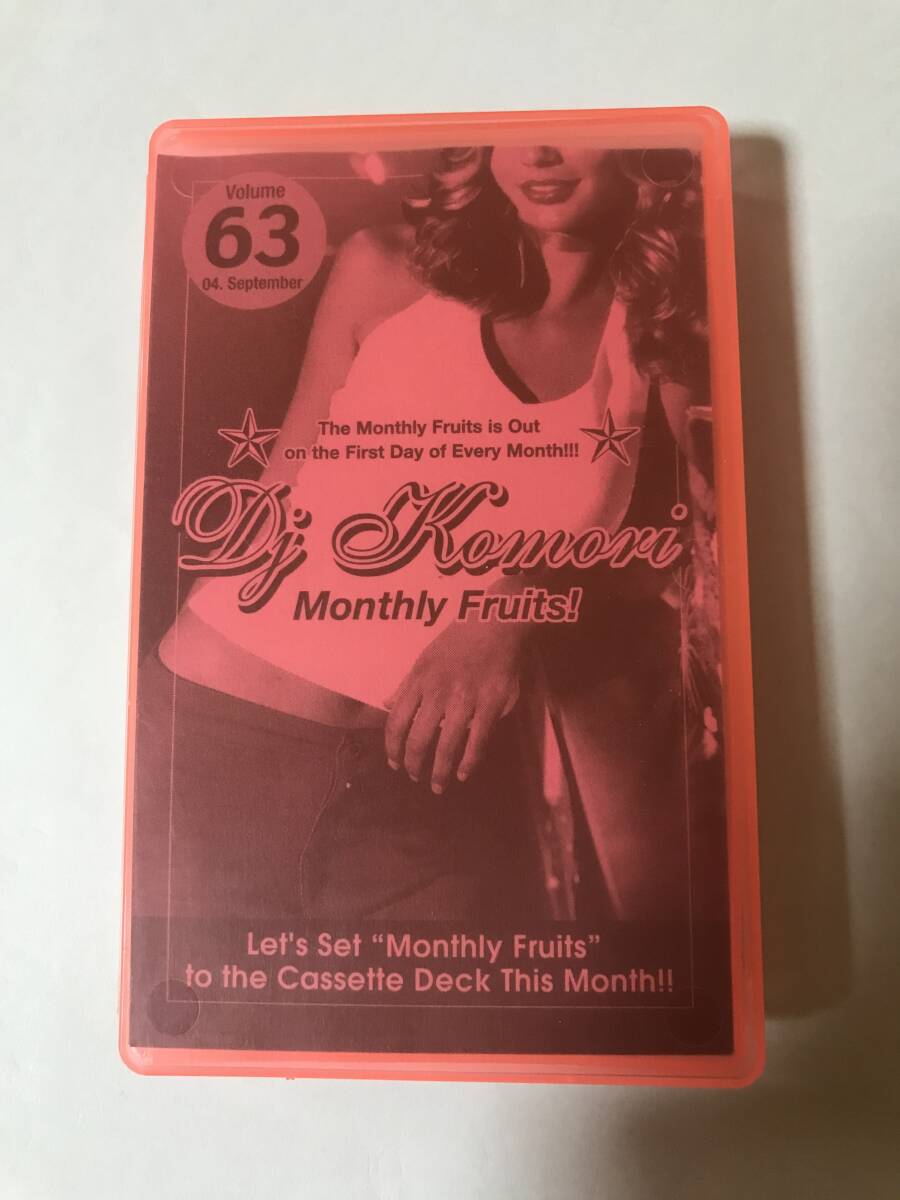 Volume
63
04. September
The Monthly Fruits is Out
on the First Day of Every Month!!!
Dj Komori
Monthly Fruits!
Let's Set “Monthly Fruits”
to the Cassette Deck This Month!!